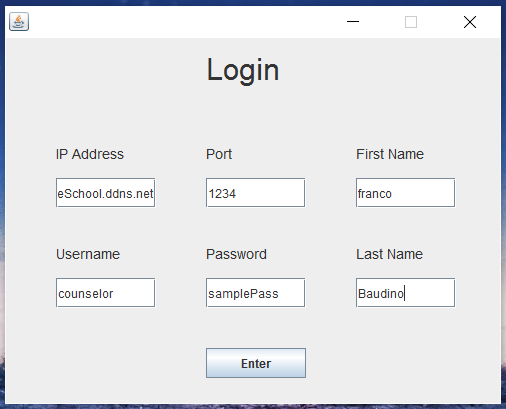 Login
IP Address Port First Name
eSchool.ddns.net 1234 franco
Username Password Last Name
counselor samplePass Baudino
Enter